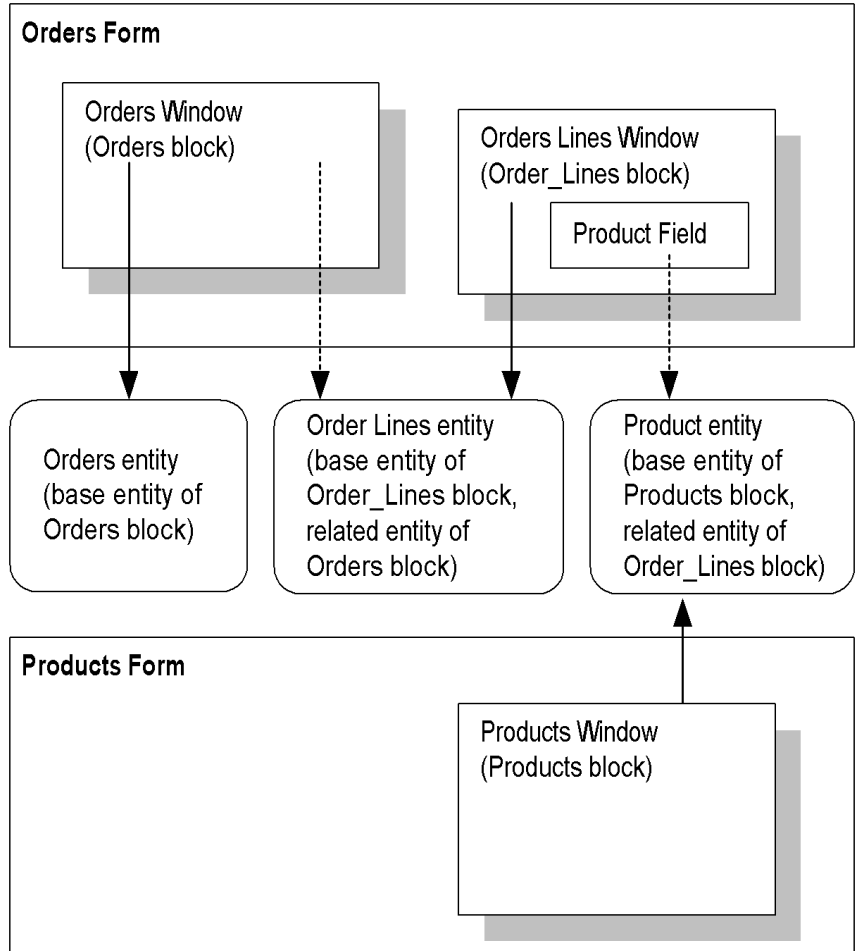 Orders Form
Orders Window
(Orders block)
Orders Lines Window
(Order_Lines block)
Product Field
Orders entity
(base entity of
Orders block)
Order Lines entity
(base entity of
Order_Lines block,
related entity of
Orders block)
Product entity
(base entity of
Products block,
related entity of
Order_Lines block)
Products Form
Products Window
(Products block)